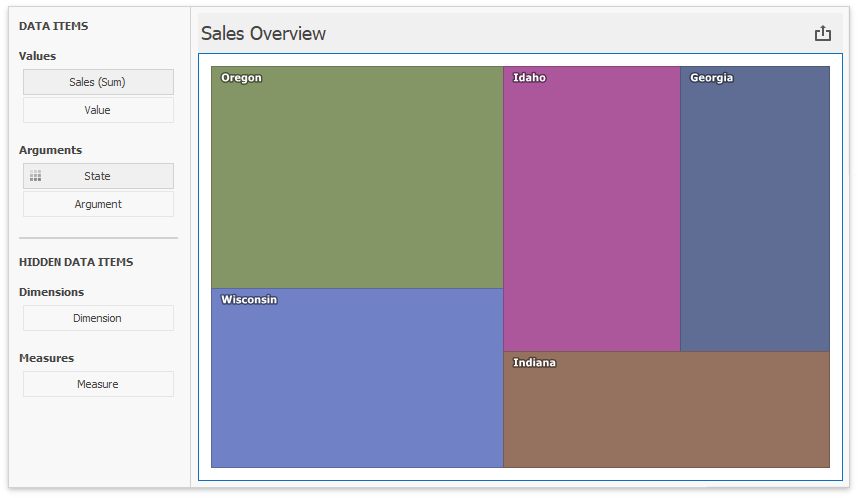 DATA ITEMS
Values
Sales (Sum)
Value
Arguments
State
Argument
HIDDEN DATA ITEMS
Dimensions
Dimension
Measures
Measure
Sales Overview
Oregon
Idaho
Georgia
Wisconsin
Indiana